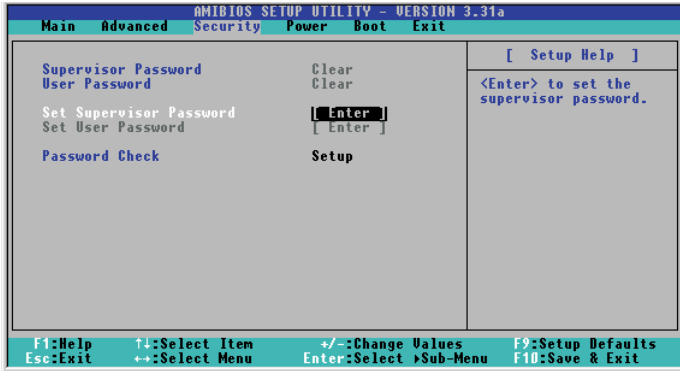 AMIBIOS SETUP UTILITY - VERSION 3.31a
Main Advanced Security Power Boot Exit
[ Setup Help ]
Supervisor Password Clear
User Password Clear
<Enter> to set the
supervisor password.
Set Supervisor Password [ Enter ]
Set User Password [ Enter ]
Password Check Setup
F1:Help ↑↓:Select Item +/-:Change Values F9:Setup Defaults
Esc:Exit ←→:Select Menu Enter:Select ▸Sub-Menu F10:Save & Exit